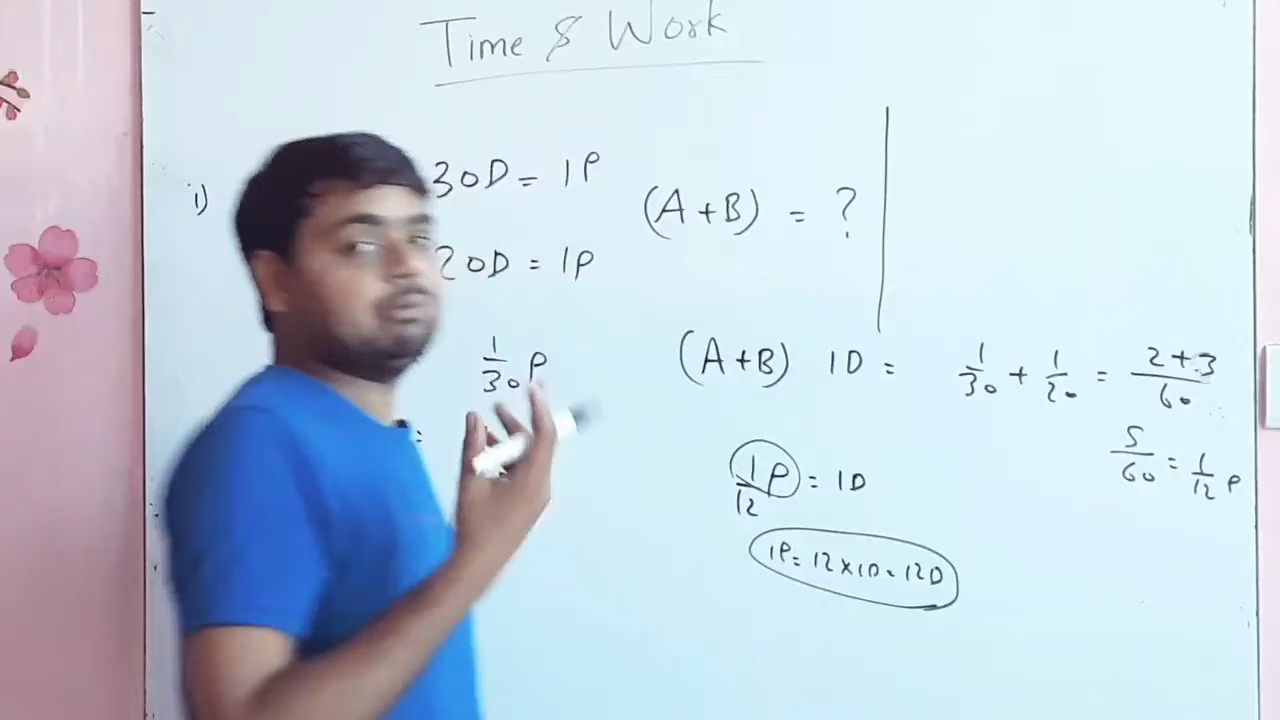 Time & Work
1) 30D = 1P
20D = 1P
(A+B) = ?
1/30 P
=
(A+B) 1D = 1/30 + 1/20 = 2+3/60
5/60 = 1/12 P
1P/12 = 1D
1P = 12×1D = 12D